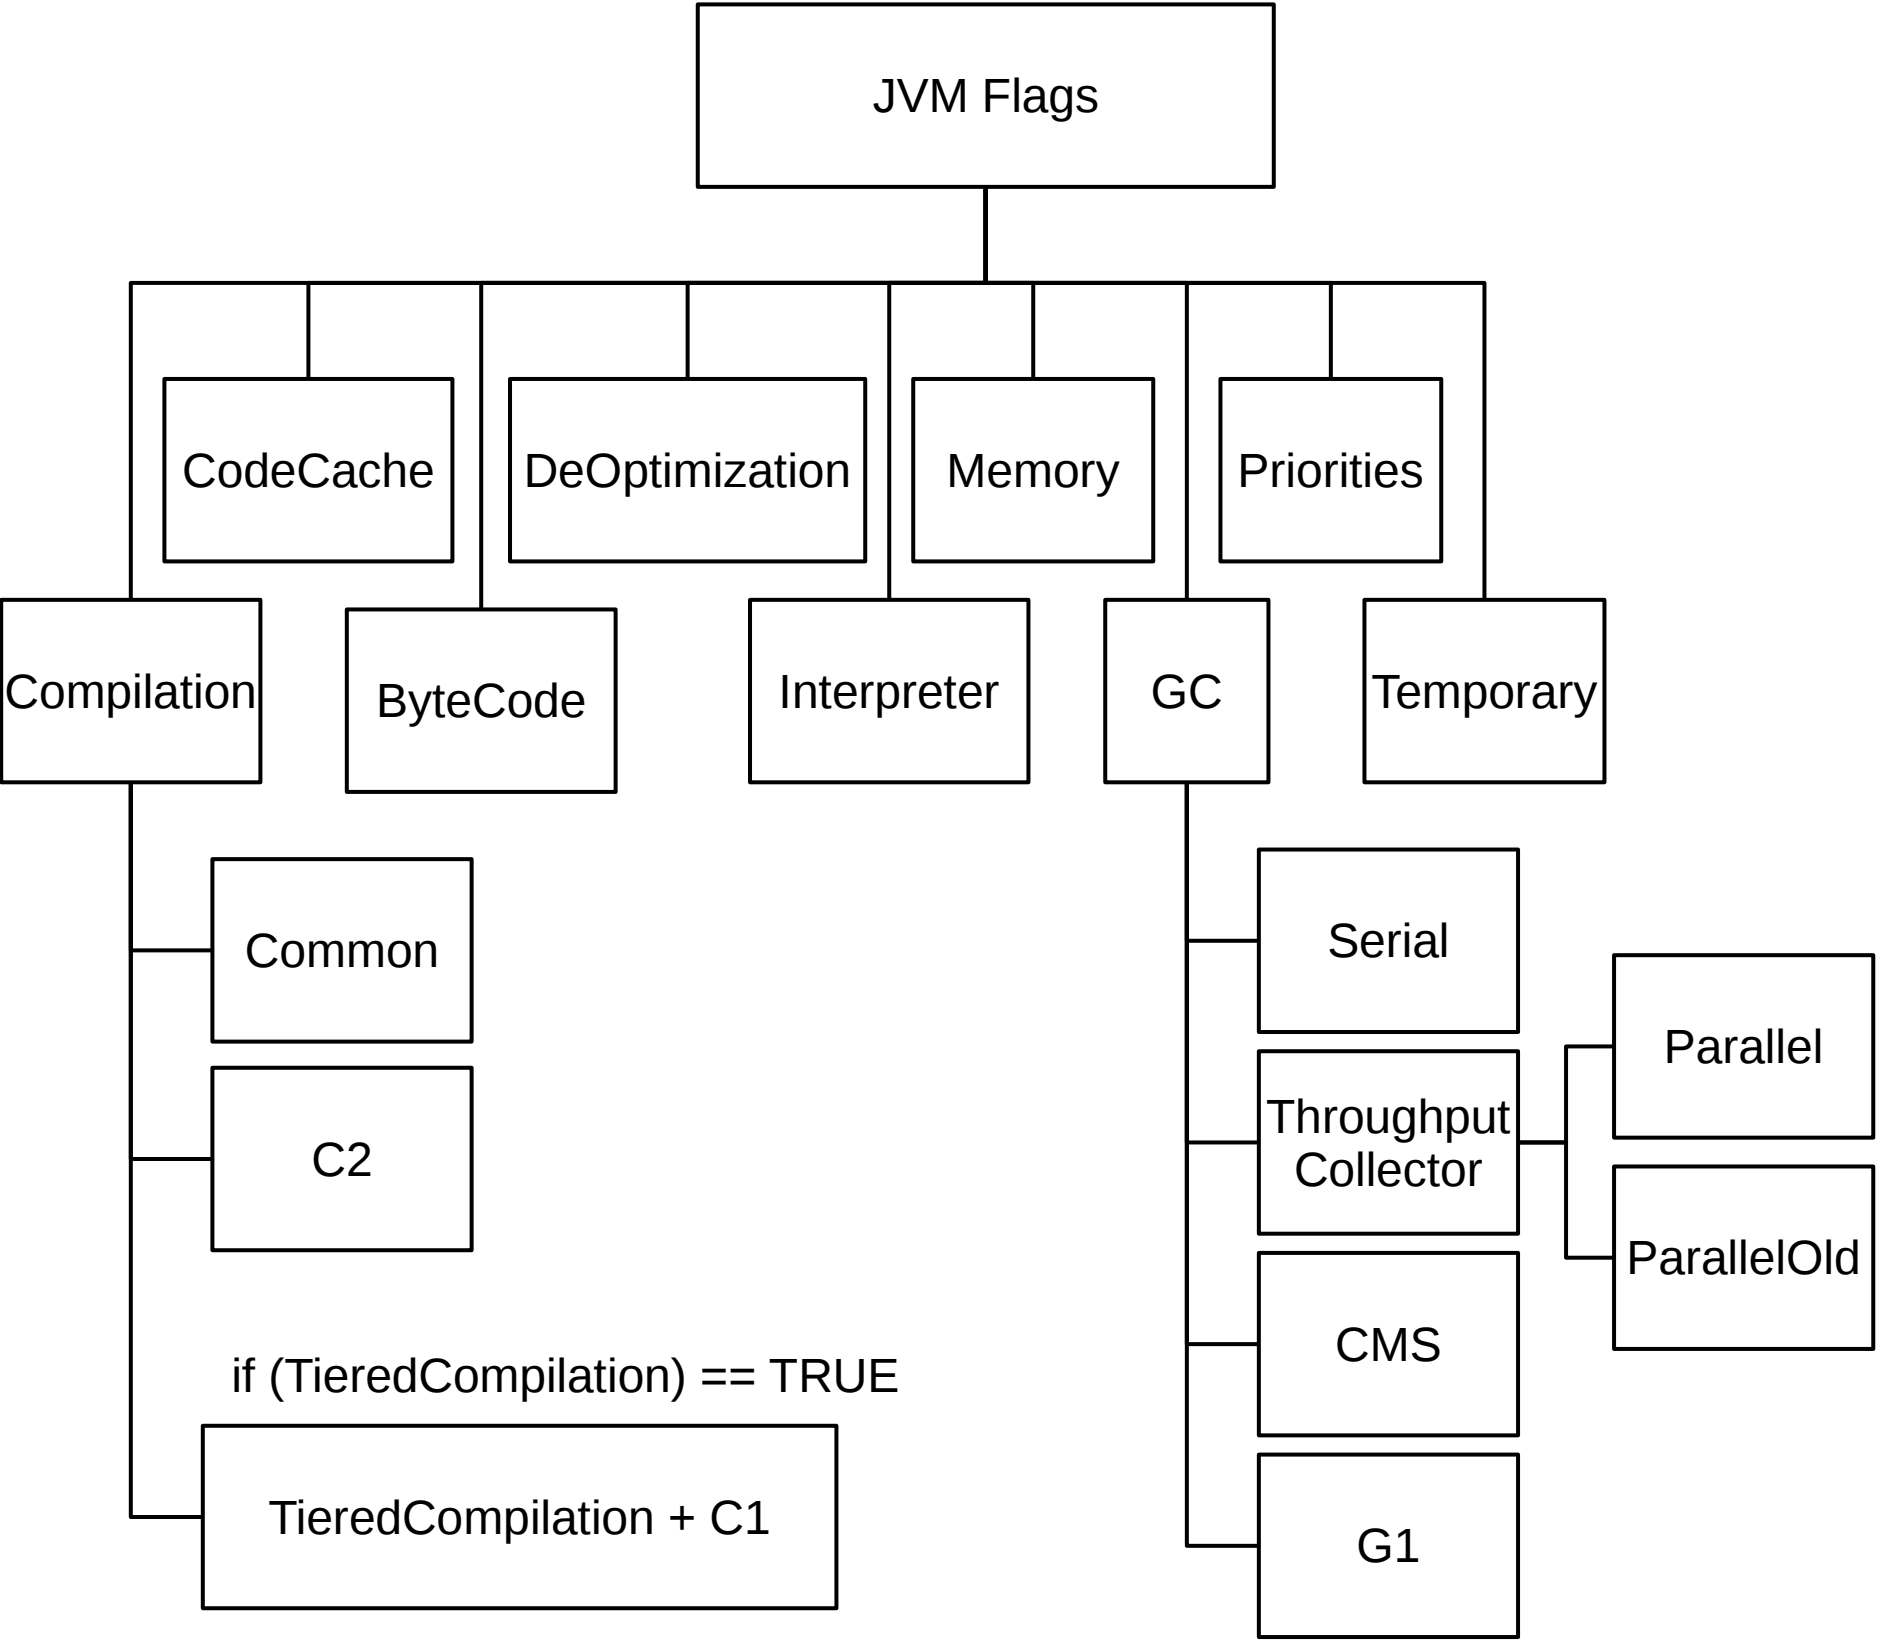 JVM Flags
CodeCache
DeOptimization
Memory
Priorities
Compilation
ByteCode
Interpreter
GC
Temporary
Common
C2
if (TieredCompilation) == TRUE
TieredCompilation + C1
Serial
Throughput
Collector
Parallel
ParallelOld
CMS
G1